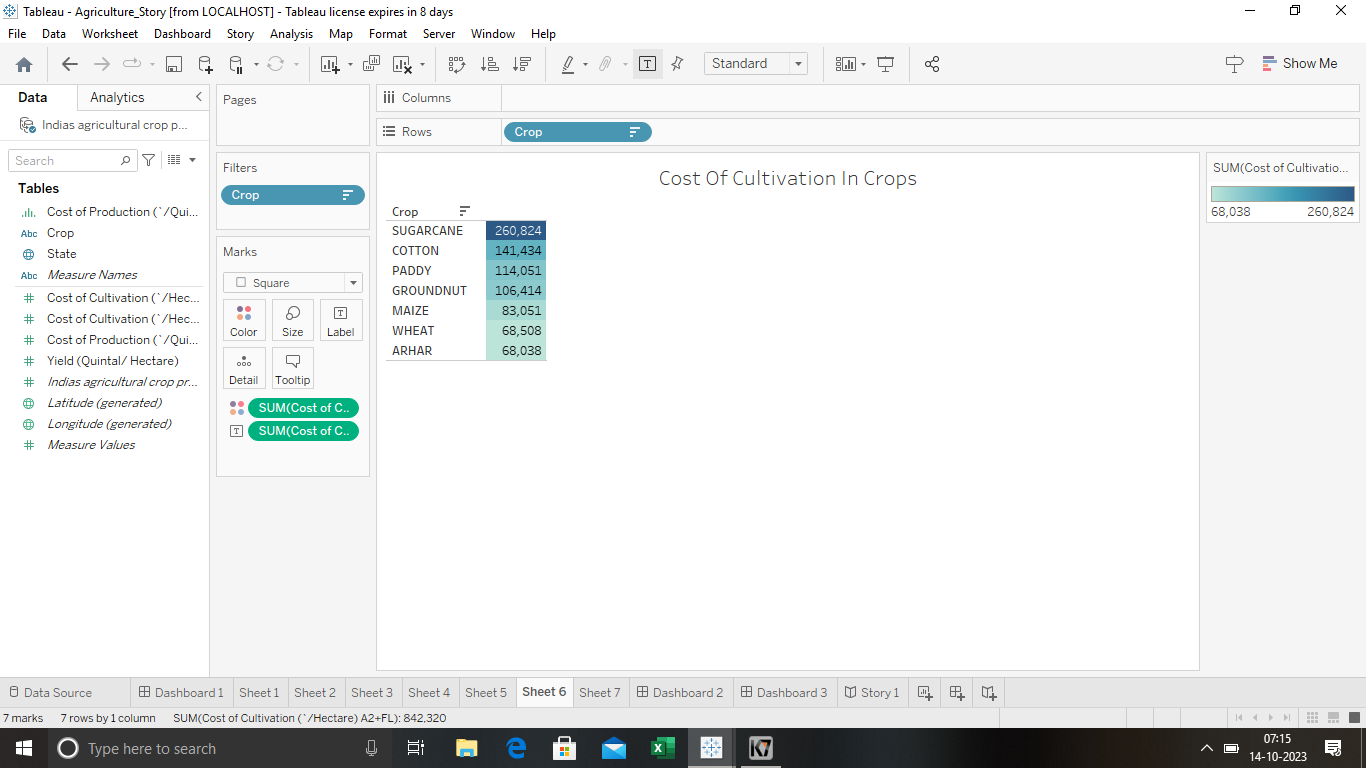 Tableau - Agriculture_Story [from LOCALHOST] - Tableau license expires in 8 days
File Data Worksheet Dashboard Story Analysis Map Format Server Window Help
Standard
Show Me
Data Analytics
Indias agricultural crop p...
Search
Tables
Cost of Production (`/Qui...
Abc Crop
State
Abc Measure Names
Cost of Cultivation (`/Hec...
Cost of Cultivation (`/Hec...
Cost of Production (`/Qui...
Yield (Quintal/ Hectare)
Indias agricultural crop pr...
Latitude (generated)
Longitude (generated)
Measure Values
Pages
Filters
Crop
Marks
Square
Color Size Label
Detail Tooltip
SUM(Cost of C..
SUM(Cost of C..
Columns
Rows Crop
Cost Of Cultivation In Crops
Crop
SUGARCANE 260,824
COTTON 141,434
PADDY 114,051
GROUNDNUT 106,414
MAIZE 83,051
WHEAT 68,508
ARHAR 68,038
SUM(Cost of Cultivatio...
68,038 260,824
Data Source Dashboard 1 Sheet 1 Sheet 2 Sheet 3 Sheet 4 Sheet 5 Sheet 6 Sheet 7 Dashboard 2 Dashboard 3 Story 1
7 marks 7 rows by 1 column SUM(Cost of Cultivation (`/Hectare) A2+FL): 842,320
Type here to search
K7
07:15
14-10-2023